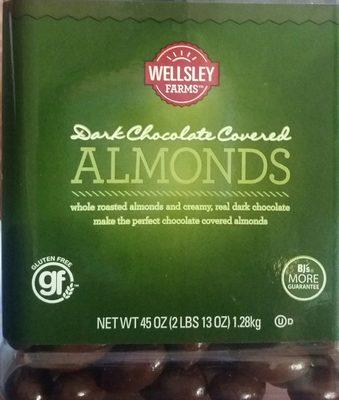 WELLSLEY
FARMS™
Dark Chocolate Covered
ALMONDS
whole roasted almonds and creamy, real dark chocolate
make the perfect chocolate covered almonds
GLUTEN FREE
gf
BJ's
MORE
GUARANTEE
NET WT 45 OZ (2 LBS 13 OZ) 1.28kg
U D